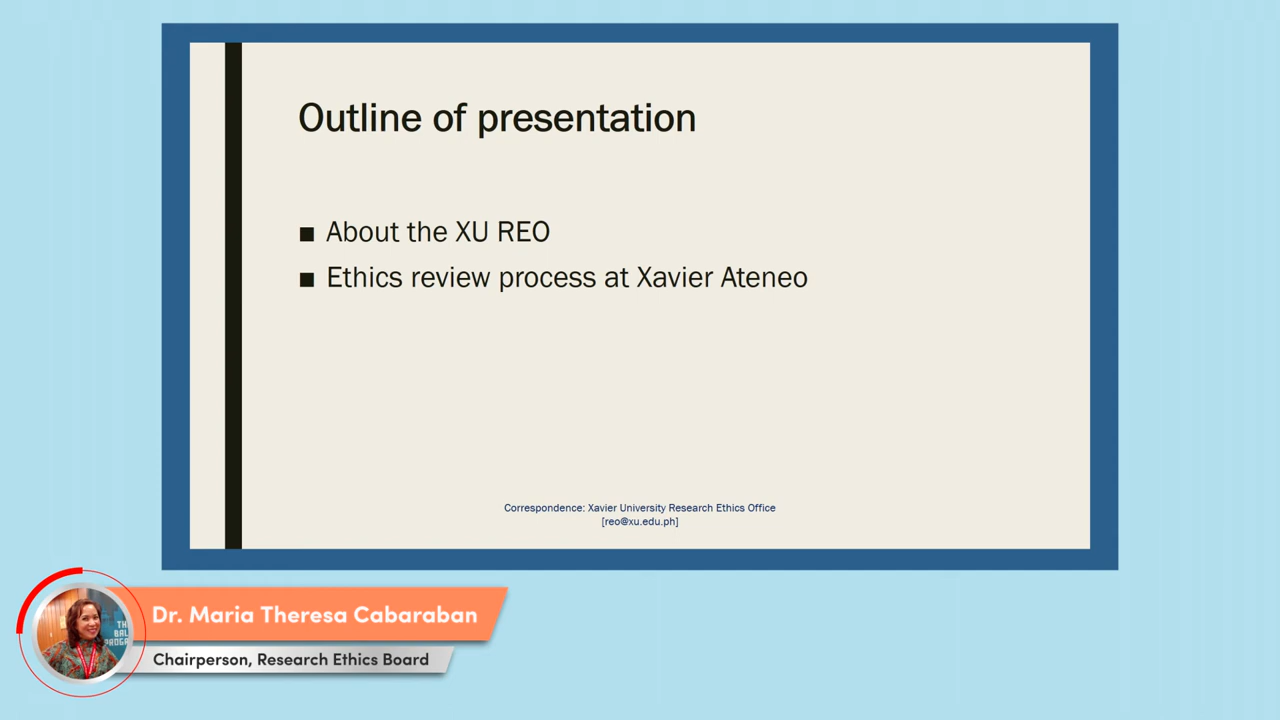 Outline of presentation
■ About the XU REO
■ Ethics review process at Xavier Ateneo
Correspondence: Xavier University Research Ethics Office
[reo@xu.edu.ph]
Dr. Maria Theresa Cabaraban
Chairperson, Research Ethics Board